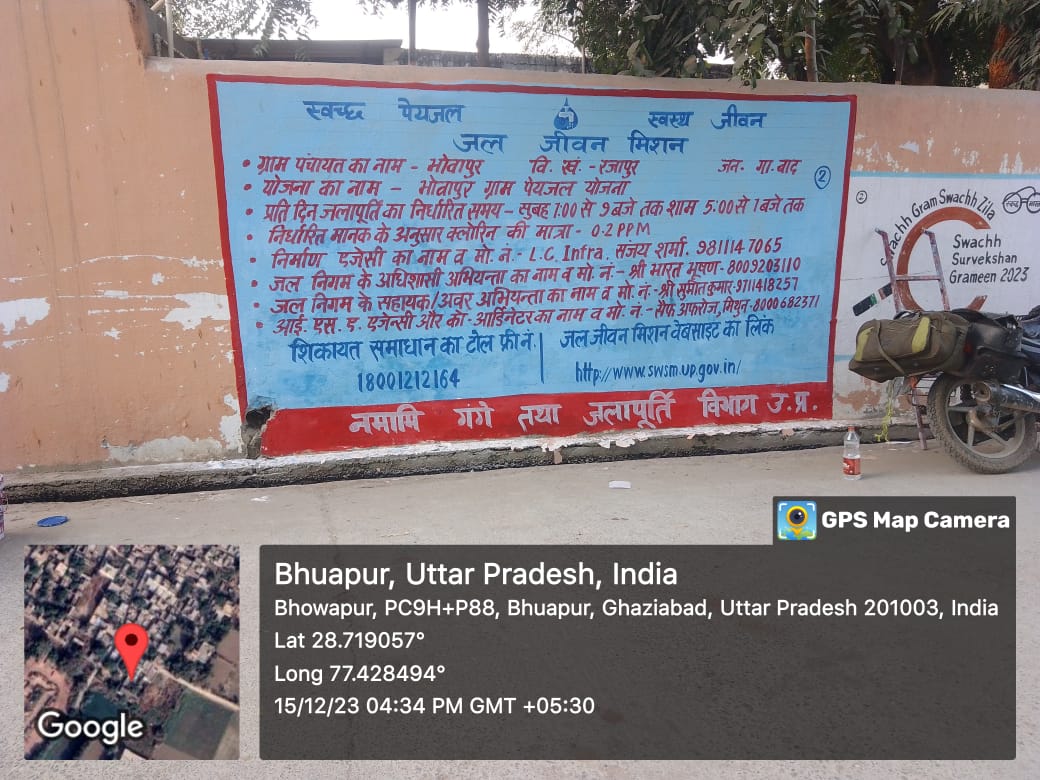 स्वच्छ पेयजल स्वस्थ जीवन
जल जीवन मिशन
• ग्राम पंचायत का नाम - भोवापुर वि. खं. - रजापुर जन. गा. बाद
• योजना का नाम - भोवापुर ग्राम पेयजल योजना
②
• प्रति दिन जलापूर्ति का निर्धारित समय - सुबह 7:00 से 9 बजे तक शाम 5:00 से 7 बजे तक
• निर्धारित मानक के अनुसार क्लोरिन की मात्रा - 0.2 PPM
• निर्माण एजेंसी का नाम व मो. नं. - L.C. Infra. संजय शर्मा. 9811147065
• जल निगम के अधिशासी अभियन्ता का नाम व मो. नं. - श्री भारत भूषण - 8009203110
• जल निगम के सहायक/अवर अभियन्ता का नाम व मो. नं. - श्री सुमीत कुमार - 9711418257
• आई. एस. ए. एजेन्सी और को-आर्डिनेटर का नाम व मो. नं. - सैफ अफरोज, मिथुन - 8000682371
शिकायत समाधान का टोल फ्री नं.
18001212164
जल जीवन मिशन वेबसाइट का लिंक
http://www.swsm.up.gov.in/
नमामि गंगे तथा जलापूर्ति विभाग उ.प्र.
②
Swachh Gram Swachh Zila
Swachh
Survekshan
Grameen 2023
GPS Map Camera
Bhuapur, Uttar Pradesh, India
Bhowapur, PC9H+P88, Bhuapur, Ghaziabad, Uttar Pradesh 201003, India
Lat 28.719057°
Long 77.428494°
15/12/23 04:34 PM GMT +05:30
Google